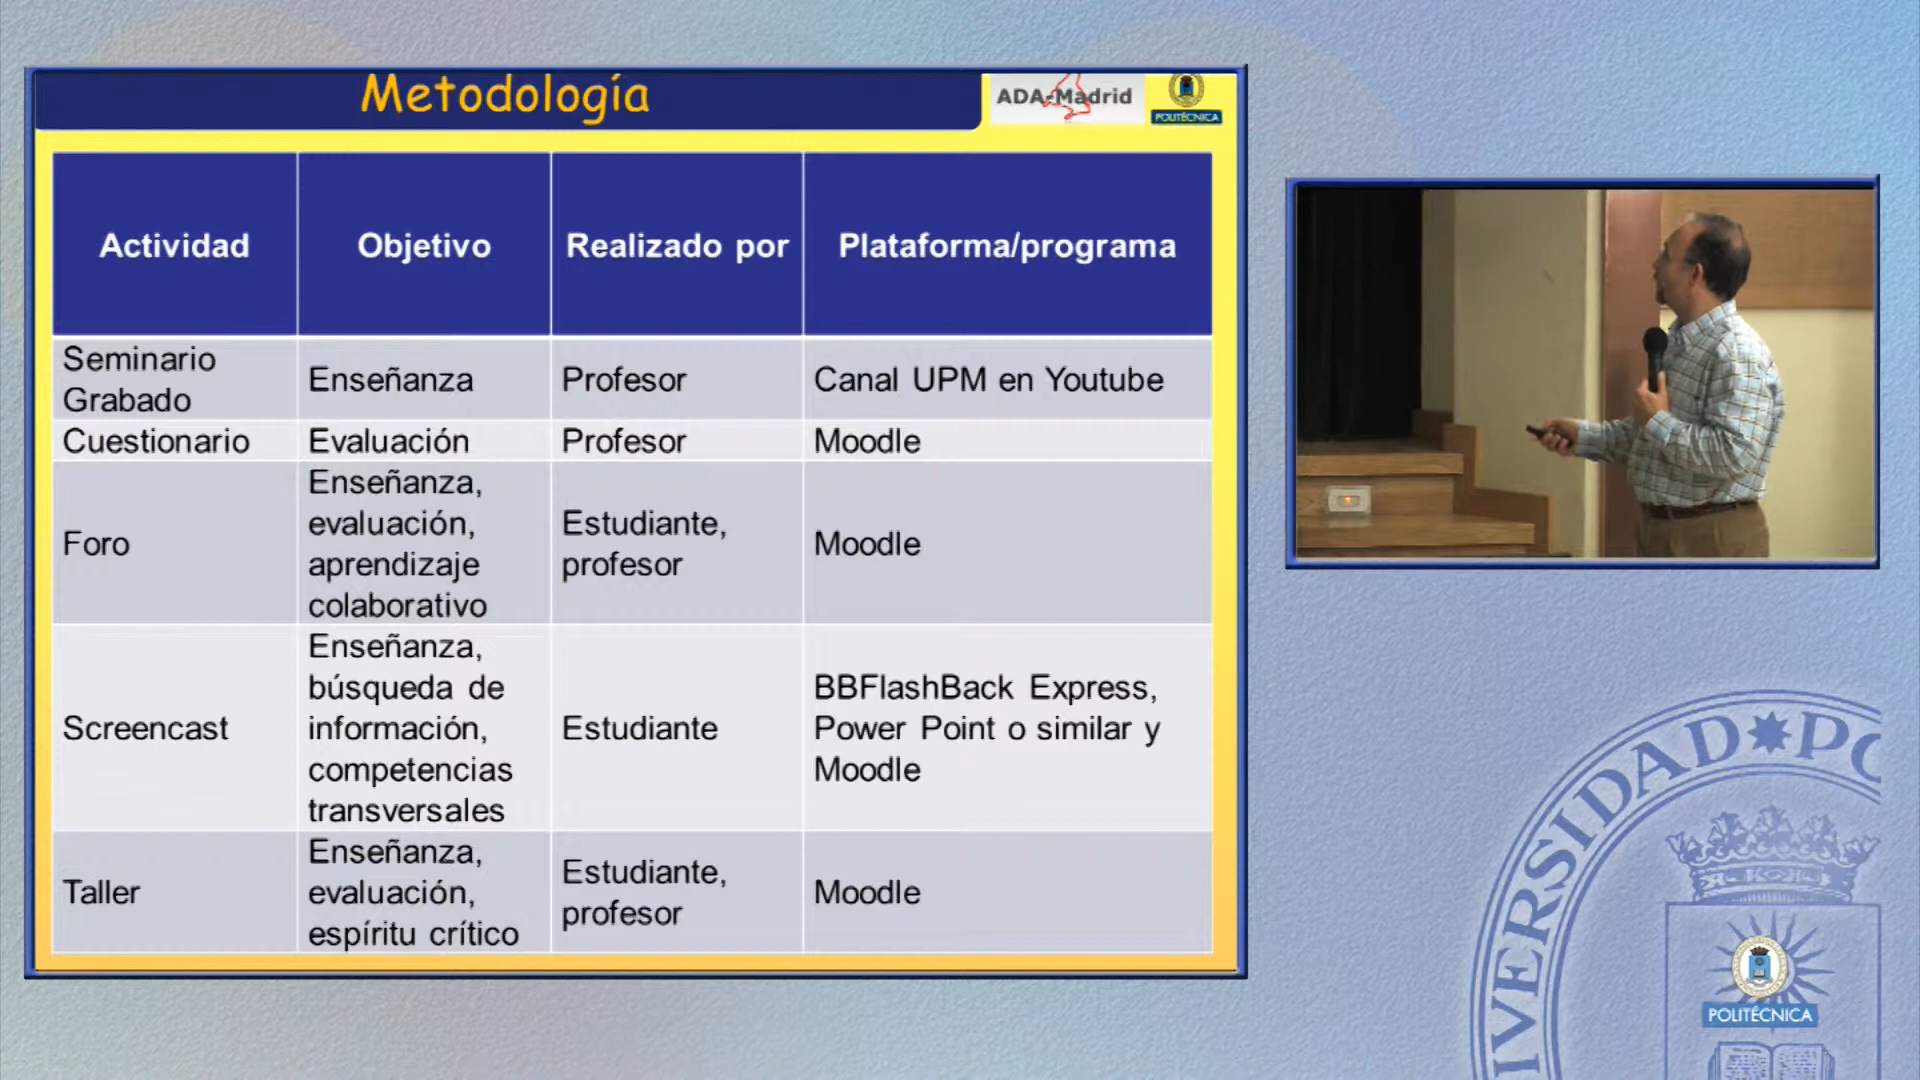 Metodología
ADA-Madrid
POLITÉCNICA
Actividad
Objetivo
Realizado por
Plataforma/programa
Seminario
Grabado
Enseñanza
Profesor
Canal UPM en Youtube
Cuestionario
Evaluación
Profesor
Moodle
Foro
Enseñanza,
evaluación,
aprendizaje
colaborativo
Estudiante,
profesor
Moodle
Screencast
Enseñanza,
búsqueda de
información,
competencias
transversales
Estudiante
BBFlashBack Express,
Power Point o similar y
Moodle
Taller
Enseñanza,
evaluación,
espíritu crítico
Estudiante,
profesor
Moodle
IVERSIDAD PO
POLITÉCNICA